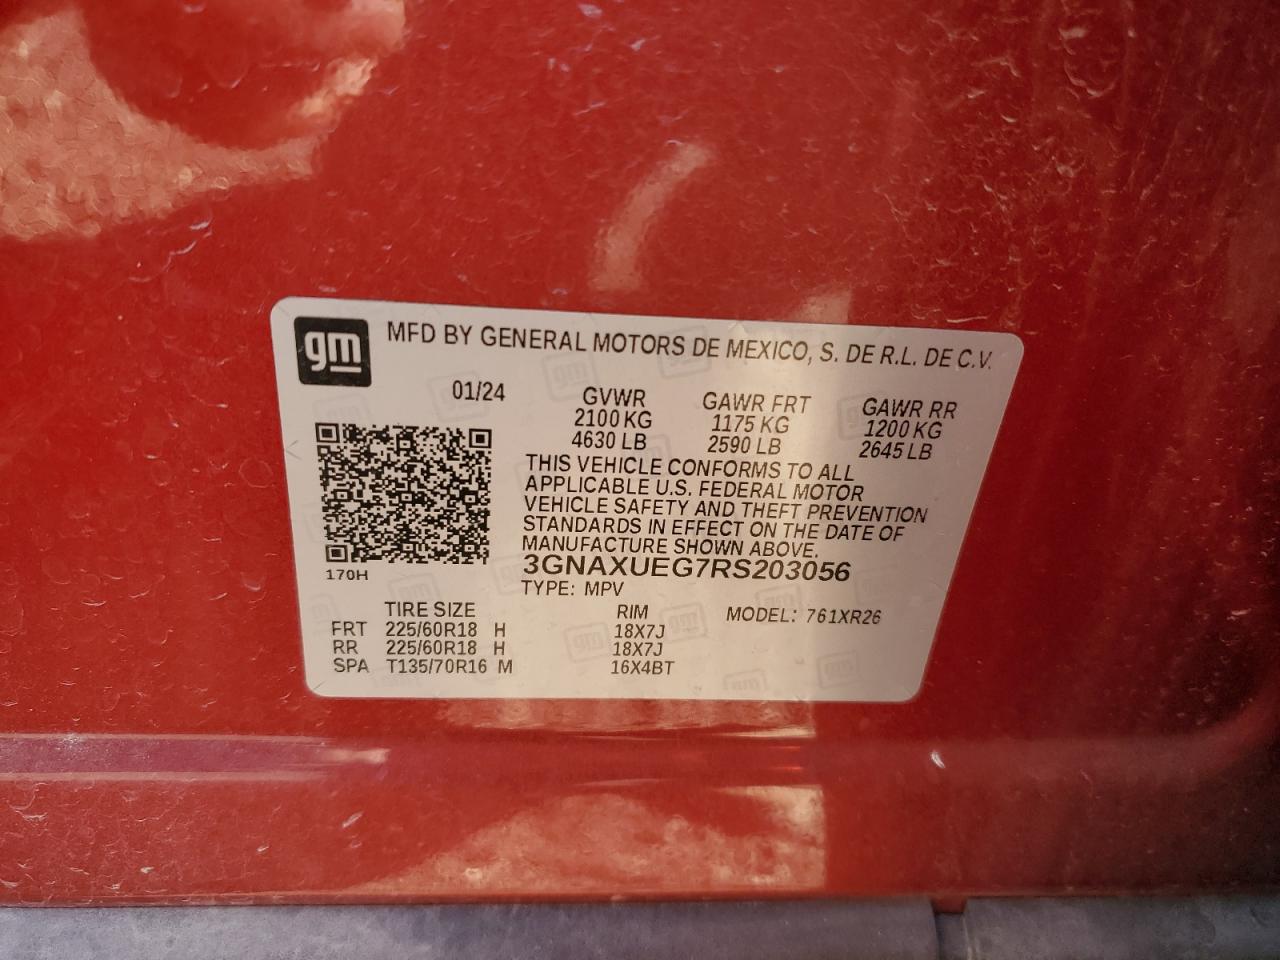 gm MFD BY GENERAL MOTORS DE MEXICO, S. DE R.L. DE C.V.
01/24 GVWR GAWR FRT GAWR RR
2100 KG 1175 KG 1200 KG
4630 LB 2590 LB 2645 LB
THIS VEHICLE CONFORMS TO ALL
APPLICABLE U.S. FEDERAL MOTOR
VEHICLE SAFETY AND THEFT PREVENTION
STANDARDS IN EFFECT ON THE DATE OF
MANUFACTURE SHOWN ABOVE.
3GNAXUEG7RS203056
170H
TYPE: MPV
TIRE SIZE RIM MODEL: 761XR26
FRT 225/60R18 H 18X7J
RR 225/60R18 H 18X7J
SPA T135/70R16 M 16X4BT